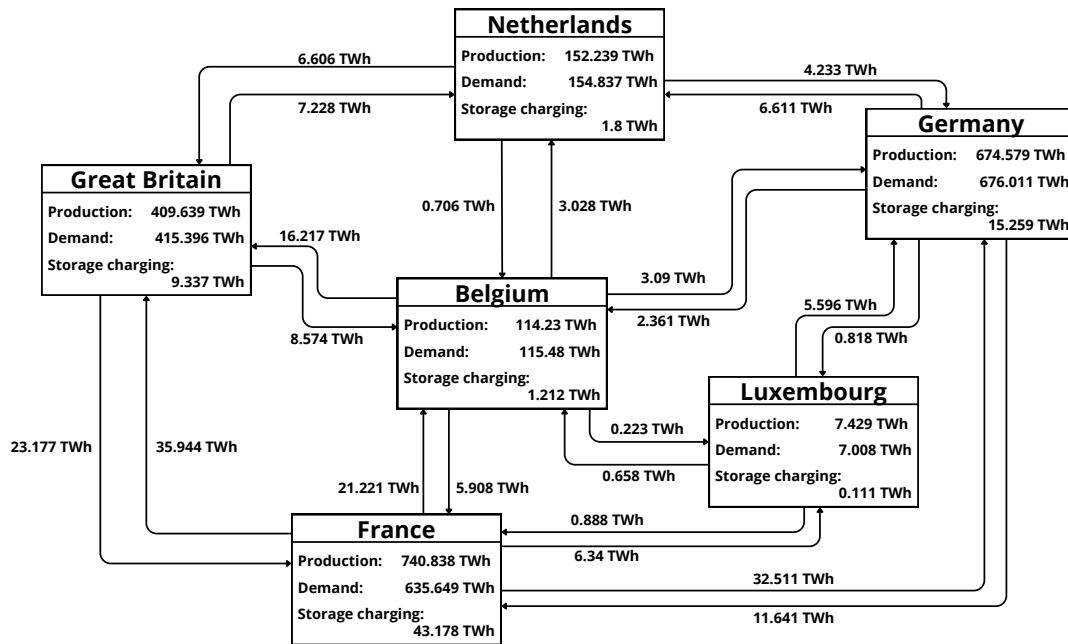 Netherlands
Production: 152.239 TWh
Demand: 154.837 TWh
Storage charging:
1.8 TWh
6.606 TWh
7.228 TWh
4.233 TWh
6.611 TWh
Germany
Production: 674.579 TWh
Demand: 676.011 TWh
Storage charging:
15.259 TWh
Great Britain
Production: 409.639 TWh
Demand: 415.396 TWh
Storage charging:
9.337 TWh
0.706 TWh
3.028 TWh
16.217 TWh
8.574 TWh
Belgium
Production: 114.23 TWh
Demand: 115.48 TWh
Storage charging:
1.212 TWh
3.09 TWh
2.361 TWh
5.596 TWh
0.818 TWh
Luxembourg
Production: 7.429 TWh
Demand: 7.008 TWh
Storage charging:
0.111 TWh
0.223 TWh
0.658 TWh
23.177 TWh
35.944 TWh
21.221 TWh
5.908 TWh
France
Production: 740.838 TWh
Demand: 635.649 TWh
Storage charging:
43.178 TWh
0.888 TWh
6.34 TWh
32.511 TWh
11.641 TWh